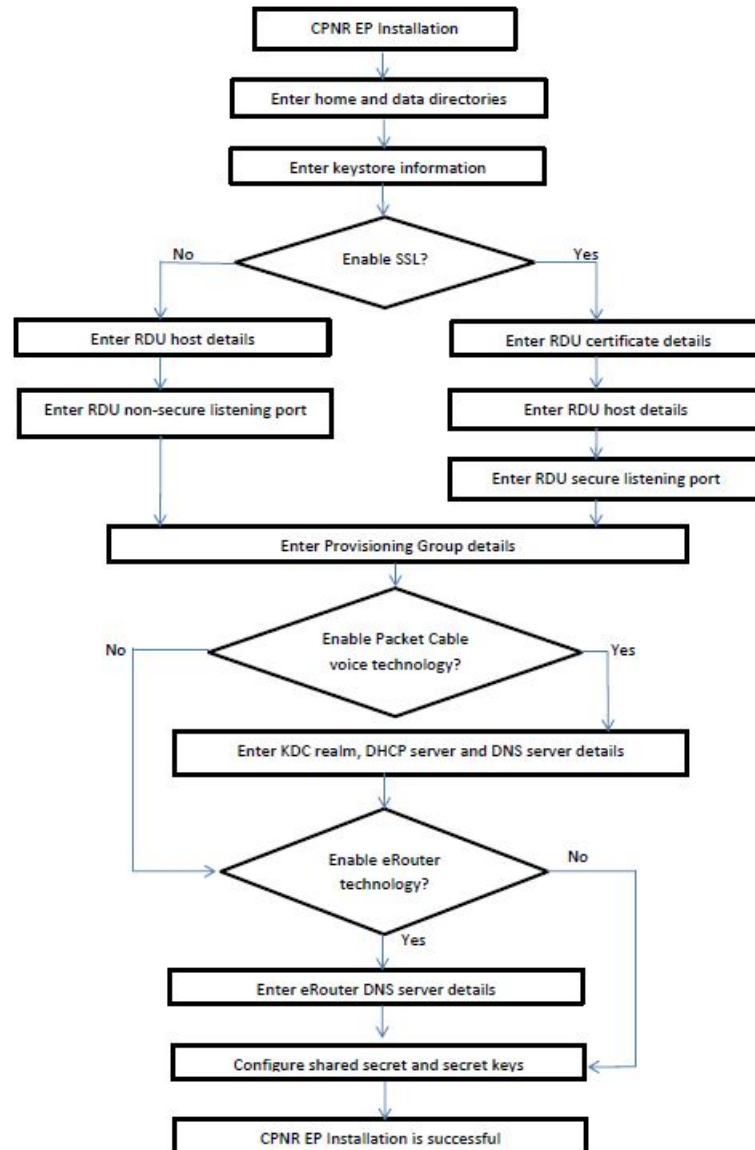 CPNR EP Installation
Enter home and data directories
Enter keystore information
Enable SSL?
No
Yes
Enter RDU host details
Enter RDU certificate details
Enter RDU non-secure listening port
Enter RDU host details
Enter RDU secure listening port
Enter Provisioning Group details
Enable Packet Cable
voice technology?
No
Yes
Enter KDC realm, DHCP server and DNS server details
Enable eRouter
technology?
No
Yes
Enter eRouter DNS server details
Configure shared secret and secret keys
CPNR EP Installation is successful